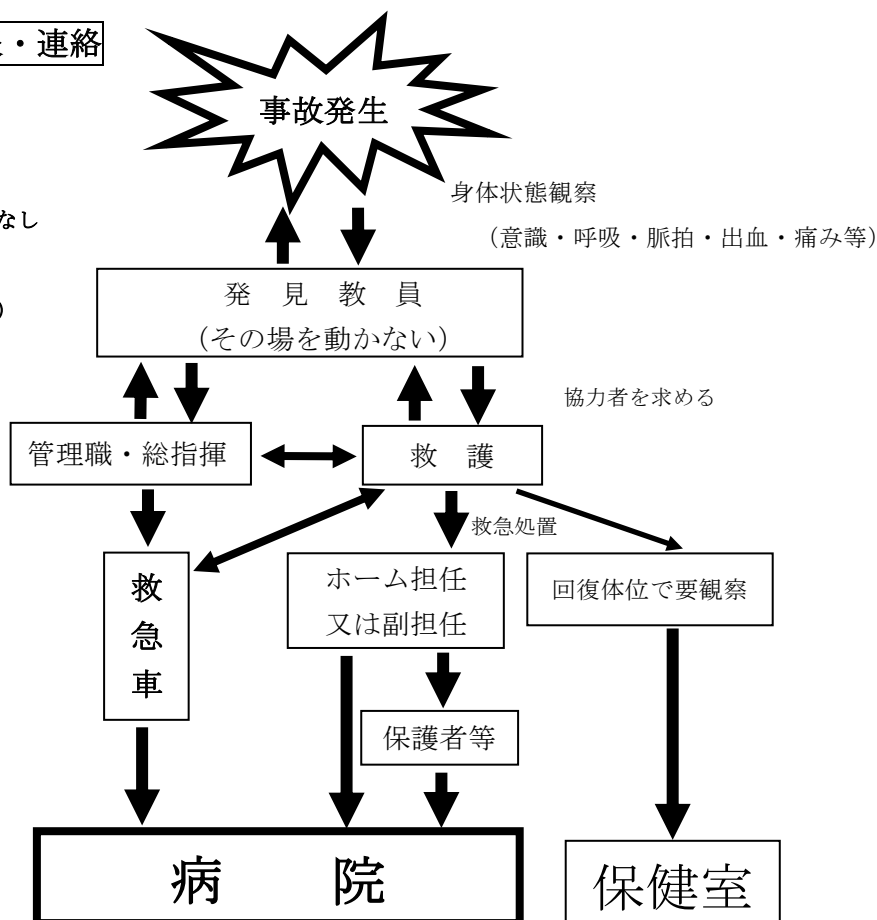 ・連絡
事故発生
身体状態観察
なし
（意識・呼吸・脈拍・出血・痛み等）
発　見　教　員
）
（その場を動かない）
協力者を求める
管理職・総指揮
救　護
救急処置
救急車
ホーム担任
又は副担任
回復体位で要観察
保護者等
病　　院
保健室